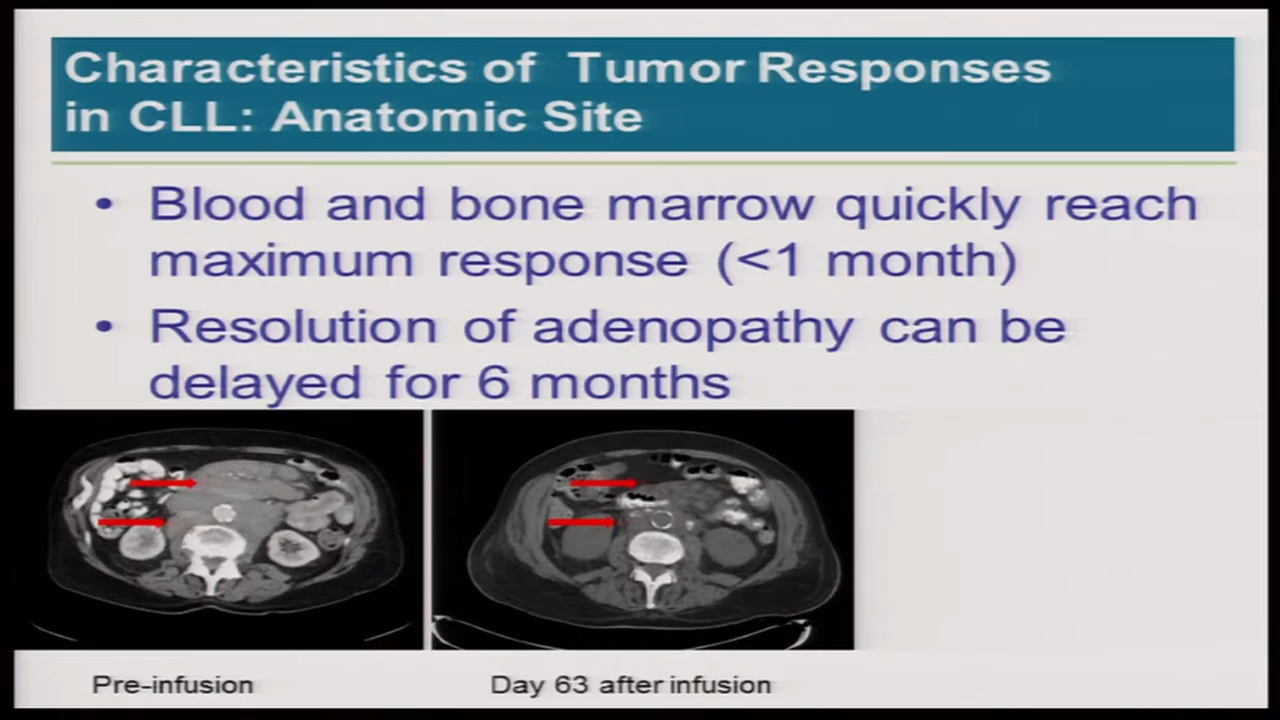 Characteristics of Tumor Responses
in CLL: Anatomic Site
• Blood and bone marrow quickly reach
maximum response (<1 month)
• Resolution of adenopathy can be
delayed for 6 months
Pre-infusion
Day 63 after infusion